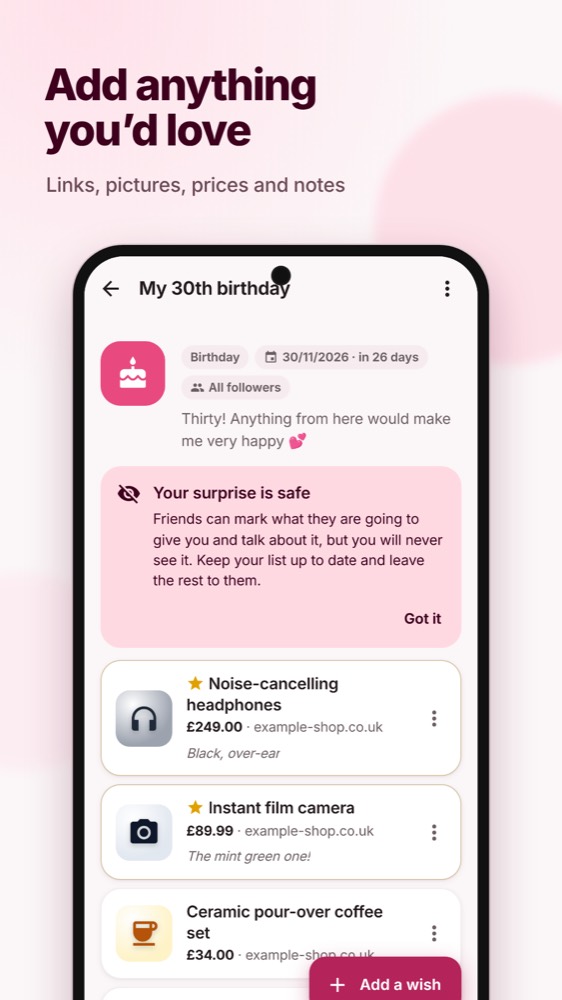 Add anything
you’d love
Links, pictures, prices and notes
My 30th birthday
Birthday
30/11/2026 · in 26 days
All followers
Thirty! Anything from here would make
me very happy 💕
Your surprise is safe
Friends can mark what they are going to
give you and talk about it, but you will never
see it. Keep your list up to date and leave
the rest to them.
Got it
Noise-cancelling
headphones
£249.00 · example-shop.co.uk
Black, over-ear
Instant film camera
£89.99 · example-shop.co.uk
The mint green one!
Ceramic pour-over coffee
set
£34.00 · example-shop.co.uk
Add a wish